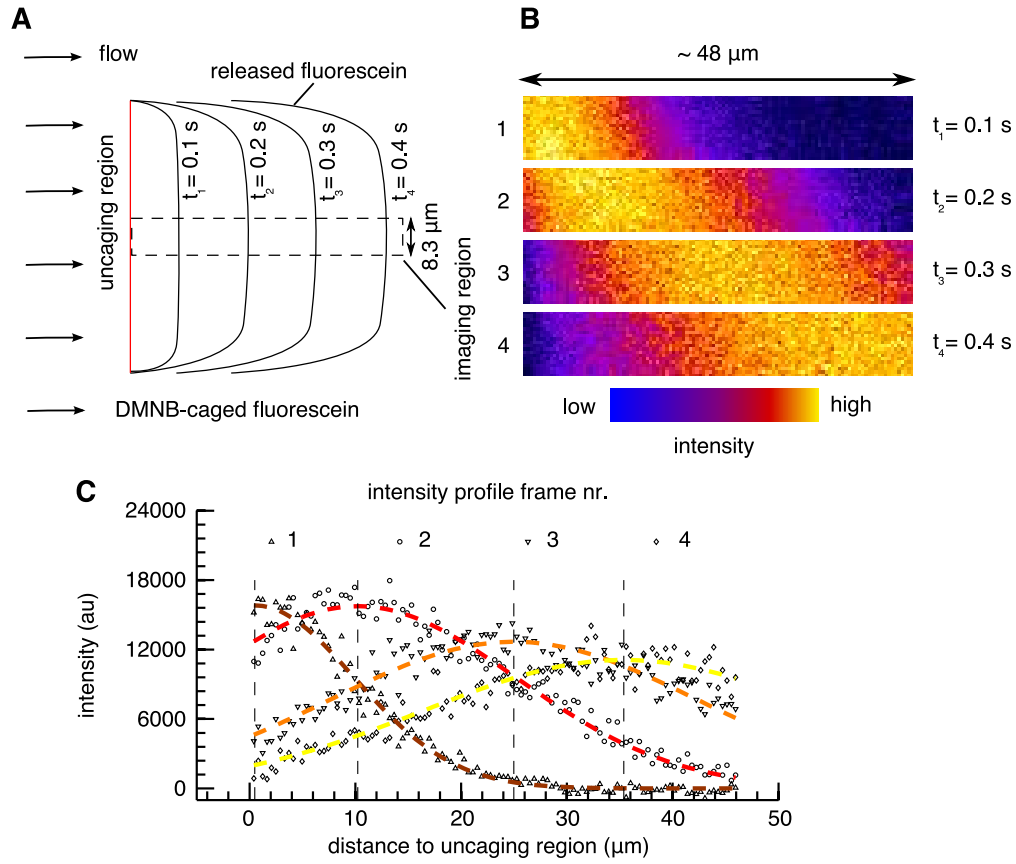 A
flow
released fluorescein
uncaging region
t₁ = 0.1 s
t₂ = 0.2 s
t₃ = 0.3 s
t₄ = 0.4 s
8.3 µm
imaging region
DMNB-caged fluorescein
B
~ 48 µm
1
t₁= 0.1 s
2
t₂= 0.2 s
3
t₃= 0.3 s
4
t₄= 0.4 s
low
high
intensity
C
intensity profile frame nr.
1 2 3 4
24000
18000
12000
6000
0
intensity (au)
0 10 20 30 40 50
distance to uncaging region (µm)